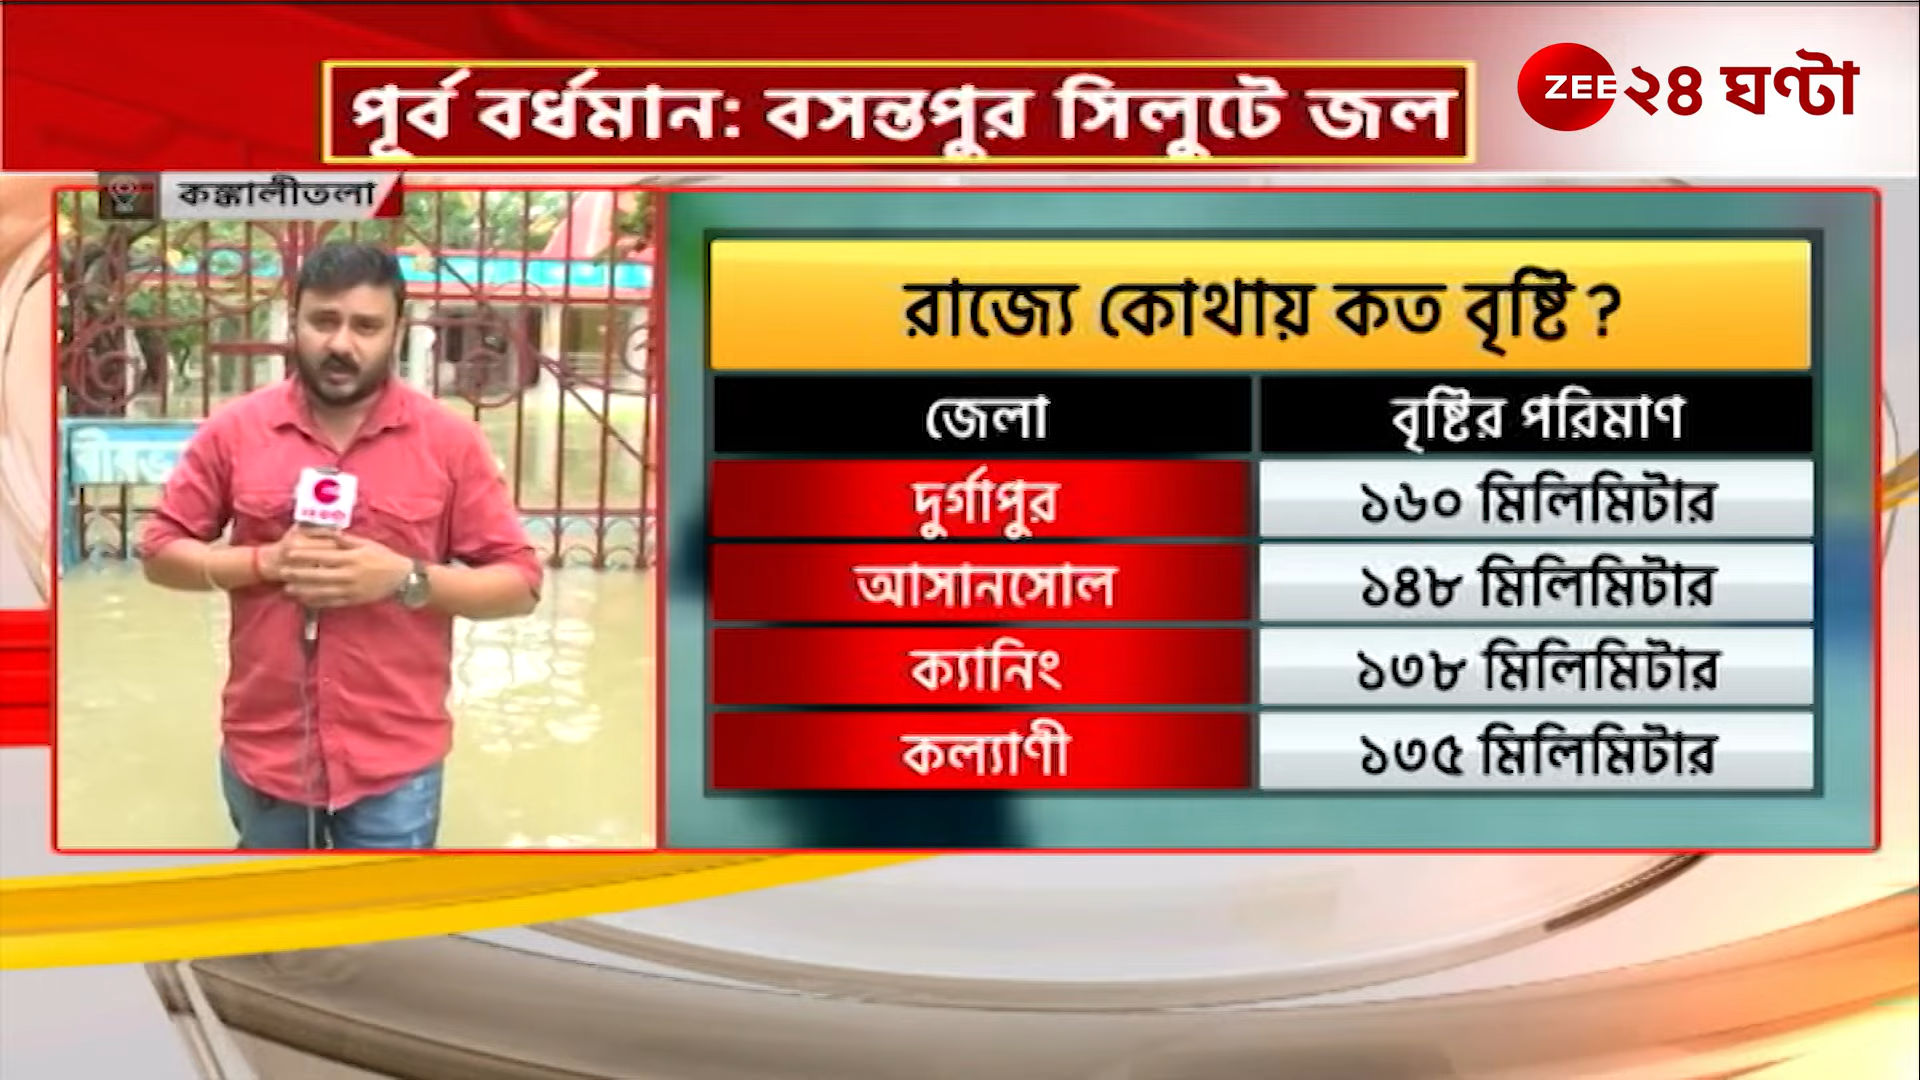 পূর্ব বর্ধমান: বসন্তপুর সিলুটে জল
ZEE ২৪ ঘণ্টা
কঙ্কালীতলা
রাজ্যে কোথায় কত বৃষ্টি ?
জেলা বৃষ্টির পরিমাণ
দুর্গাপুর ১৬০ মিলিমিটার
আসানসোল ১৪৮ মিলিমিটার
ক্যানিং ১৩৮ মিলিমিটার
কল্যাণী ১৩৫ মিলিমিটার